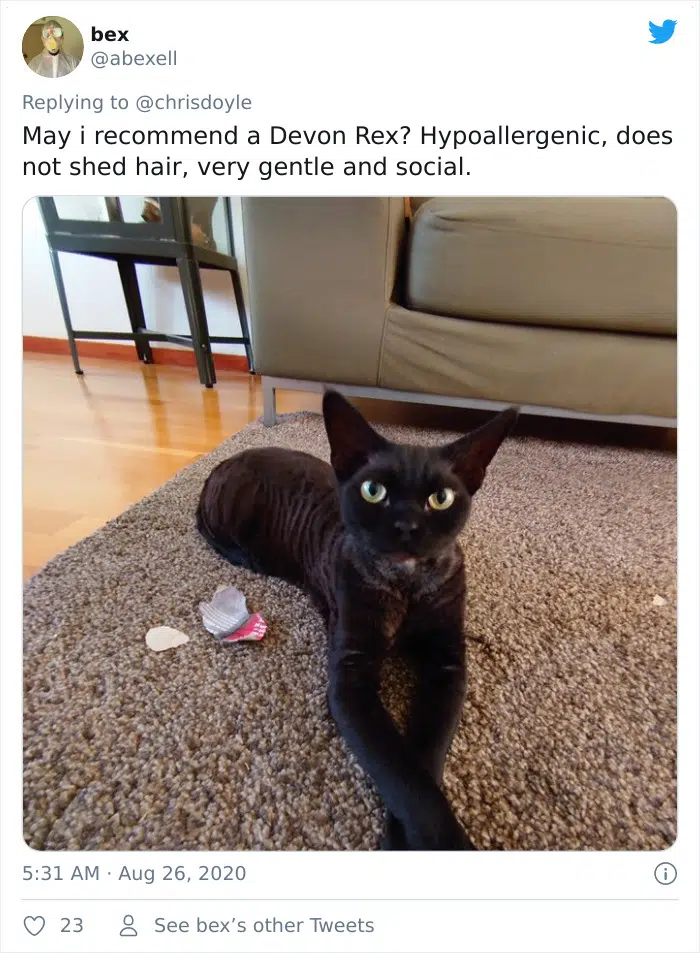 bex
@abexell
Replying to @chrisdoyle
May i recommend a Devon Rex? Hypoallergenic, does
not shed hair, very gentle and social.
5:31 AM · Aug 26, 2020
23
See bex’s other Tweets